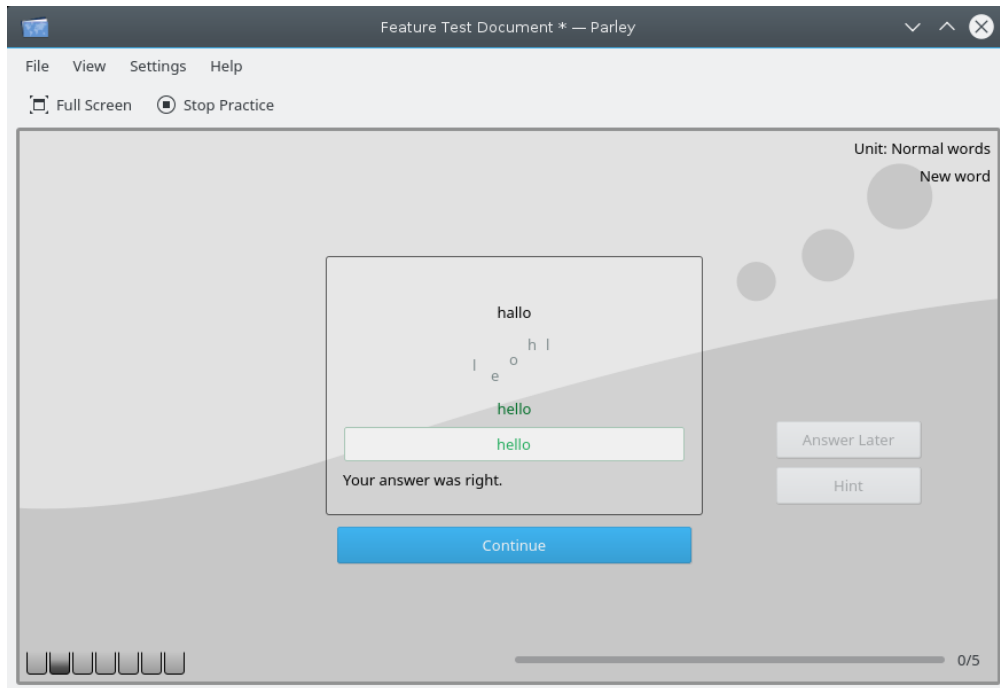 Feature Test Document * — Parley
File View Settings Help
Full Screen Stop Practice
Unit: Normal words
New word
hallo
h l
l e o
hello
hello
Your answer was right.
Answer Later
Hint
Continue
0/5